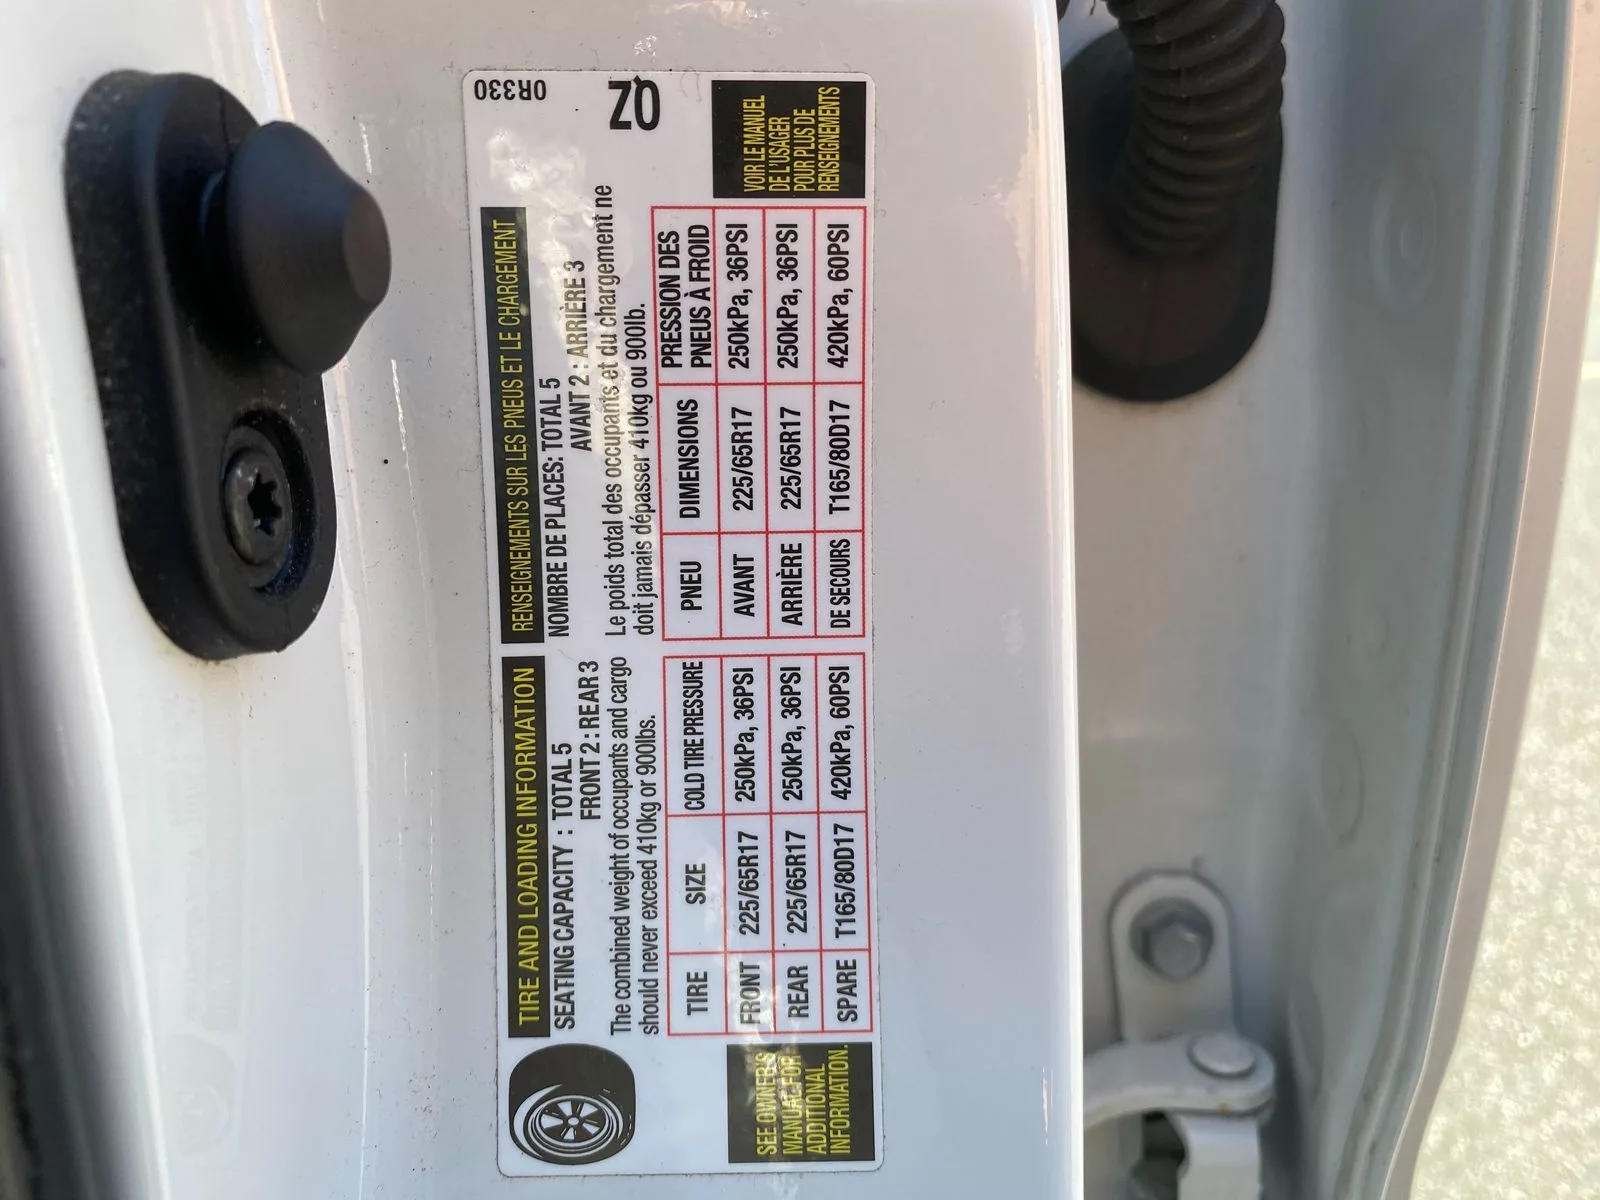 TIRE AND LOADING INFORMATION
SEATING CAPACITY : TOTAL 5
FRONT 2 : REAR 3
The combined weight of occupants and cargo
should never exceed 410kg or 900lbs.
TIRE SIZE COLD TIRE PRESSURE
FRONT 225/65R17 250kPa, 36PSI
REAR 225/65R17 250kPa, 36PSI
SPARE T165/80D17 420kPa, 60PSI
SEE OWNER'S
MANUAL FOR
ADDITIONAL
INFORMATION.
RENSEIGNEMENTS SUR LES PNEUS ET LE CHARGEMENT
NOMBRE DE PLACES: TOTAL 5
AVANT 2 : ARRIÈRE 3
Le poids total des occupants et du chargement ne
doit jamais dépasser 410kg ou 900lb.
PNEU DIMENSIONS PRESSION DES
PNEUS À FROID
AVANT 225/65R17 250kPa, 36PSI
ARRIÈRE 225/65R17 250kPa, 36PSI
DE SECOURS T165/80D17 420kPa, 60PSI
0R330
QZ
VOIR LE MANUEL
DE L'USAGER
POUR PLUS DE
RENSEIGNEMENTS